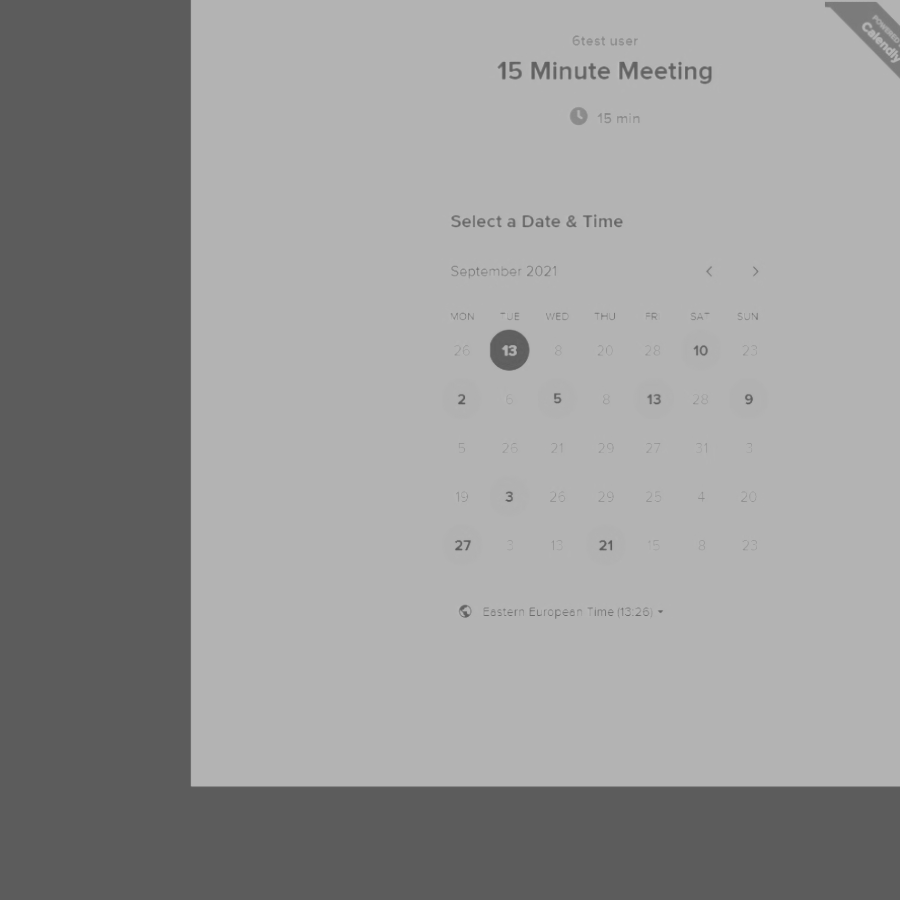 6test user
POWERED
Calendly
15 Minute Meeting
15 min
Select a Date & Time
September 2021
MON TUE WED THU FRI SAT SUN
26 13 8 20 28 10 23
2 6 5 8 13 28 9
5 26 21 29 27 31 3
19 3 26 29 25 4 20
27 3 13 21 15 8 23
Eastern European Time (13:26)